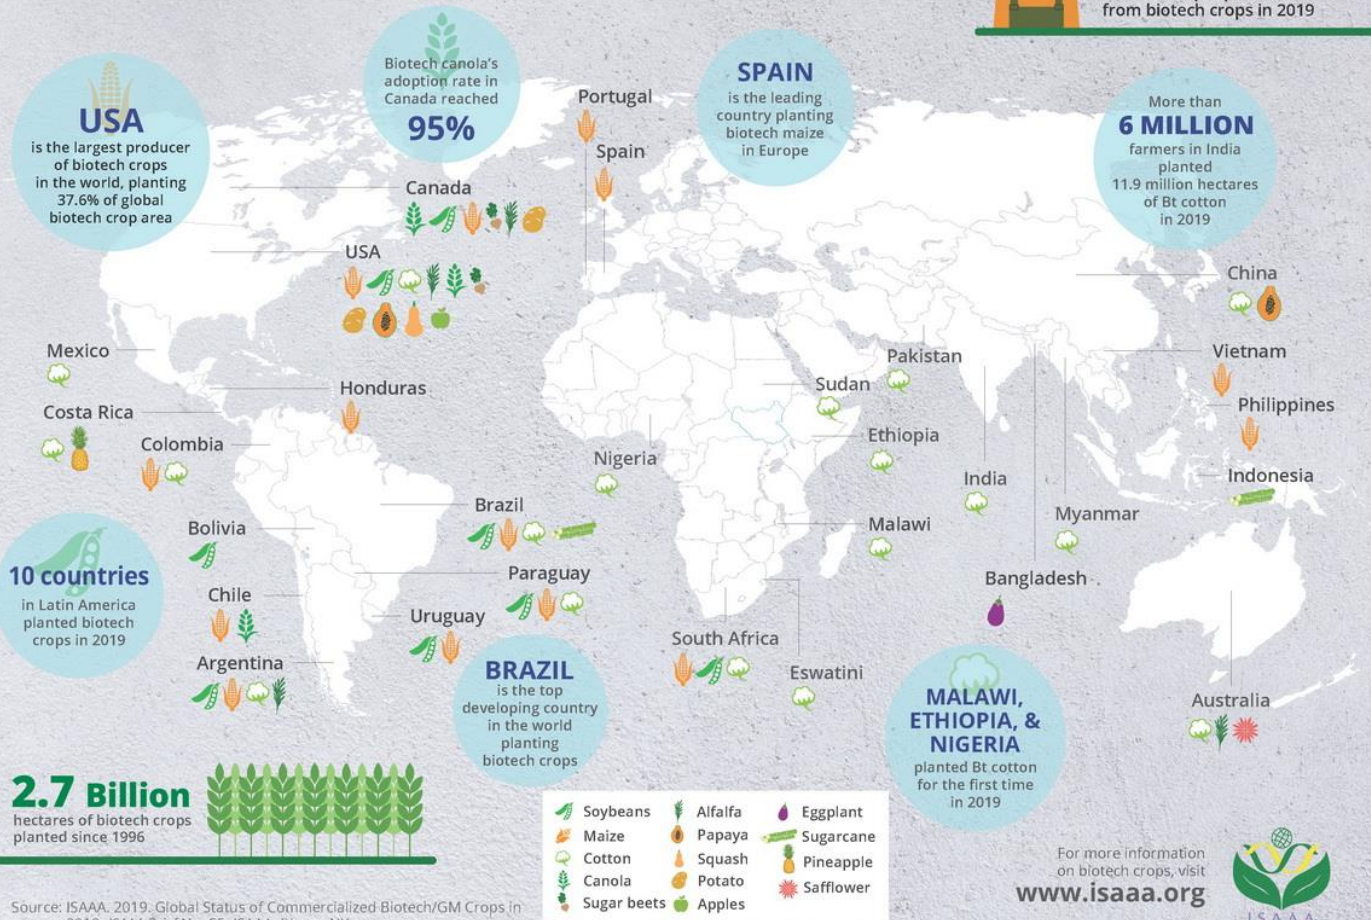 from biotech crops in 2019
USA
is the largest producer
of biotech crops
in the world, planting
37.6% of global
biotech crop area
Biotech canola's
adoption rate in
Canada reached
95%
SPAIN
is the leading
country planting
biotech maize
in Europe
More than
6 MILLION
farmers in India
planted
11.9 million hectares
of Bt cotton
in 2019
Portugal
Spain
Canada
USA
China
Mexico
Honduras
Costa Rica
Colombia
Pakistan
Sudan
Ethiopia
Nigeria
Vietnam
Philippines
India
Indonesia
Myanmar
Brazil
Bolivia
Malawi
Bangladesh
Paraguay
Chile
Uruguay
Argentina
South Africa
Eswatini
Australia
10 countries
in Latin America
planted biotech
crops in 2019
BRAZIL
is the top
developing country
in the world
planting
biotech crops
MALAWI,
ETHIOPIA, &
NIGERIA
planted Bt cotton
for the first time
in 2019
2.7 Billion
hectares of biotech crops
planted since 1996
Soybeans
Maize
Cotton
Canola
Sugar beets
Alfalfa
Papaya
Squash
Potato
Apples
Eggplant
Sugarcane
Pineapple
Safflower
For more information
on biotech crops, visit
www.isaaa.org
Source: ISAAA. 2019. Global Status of Commercialized Biotech/GM Crops in